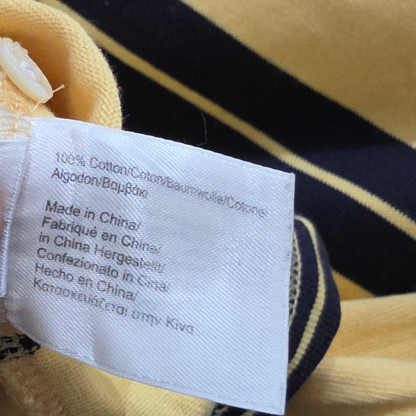 100% Cotton/Coton/Baumwolle/Cotone/
Algodon/Βαμβάκι
Made in China/
Fabriqué en China/
in China Hergestellt/
Confezionato in Cina/
Hecho en China/
Κατασκευάζεται στην Κίνα